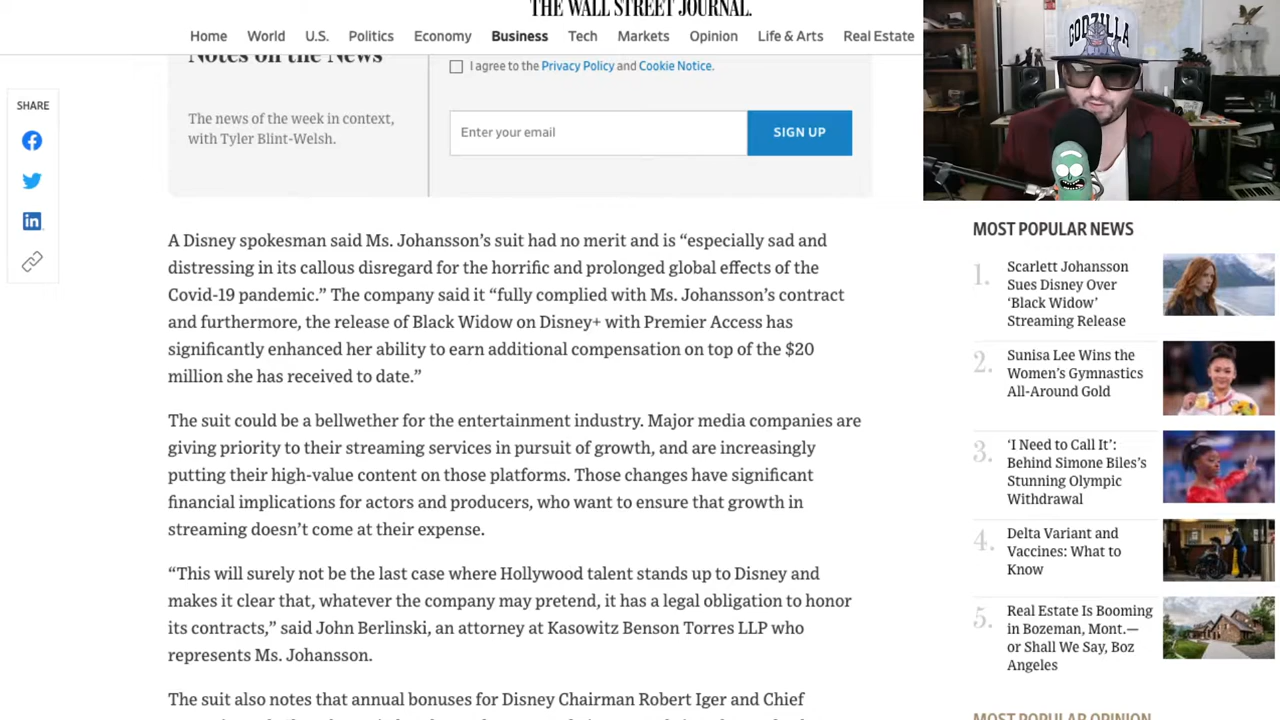 THE WALL STREET JOURNAL.
Home World U.S. Politics Economy Business Tech Markets Opinion Life & Arts Real Estate
GODZILLA
Notes on the News
The news of the week in context,
with Tyler Blint-Welsh.
I agree to the Privacy Policy and Cookie Notice.
Enter your email
SIGN UP
SHARE
A Disney spokesman said Ms. Johansson’s suit had no merit and is “especially sad and
distressing in its callous disregard for the horrific and prolonged global effects of the
Covid-19 pandemic.” The company said it “fully complied with Ms. Johansson’s contract
and furthermore, the release of Black Widow on Disney+ with Premier Access has
significantly enhanced her ability to earn additional compensation on top of the $20
million she has received to date.”
The suit could be a bellwether for the entertainment industry. Major media companies are
giving priority to their streaming services in pursuit of growth, and are increasingly
putting their high-value content on those platforms. Those changes have significant
financial implications for actors and producers, who want to ensure that growth in
streaming doesn’t come at their expense.
“This will surely not be the last case where Hollywood talent stands up to Disney and
makes it clear that, whatever the company may pretend, it has a legal obligation to honor
its contracts,” said John Berlinski, an attorney at Kasowitz Benson Torres LLP who
represents Ms. Johansson.
The suit also notes that annual bonuses for Disney Chairman Robert Iger and Chief
MOST POPULAR NEWS
1. Scarlett Johansson
Sues Disney Over
‘Black Widow’
Streaming Release
2. Sunisa Lee Wins the
Women’s Gymnastics
All-Around Gold
3. ‘I Need to Call It’:
Behind Simone Biles’s
Stunning Olympic
Withdrawal
4. Delta Variant and
Vaccines: What to
Know
5. Real Estate Is Booming
in Bozeman, Mont.—
or Shall We Say, Boz
Angeles
MOST POPULAR OPINION